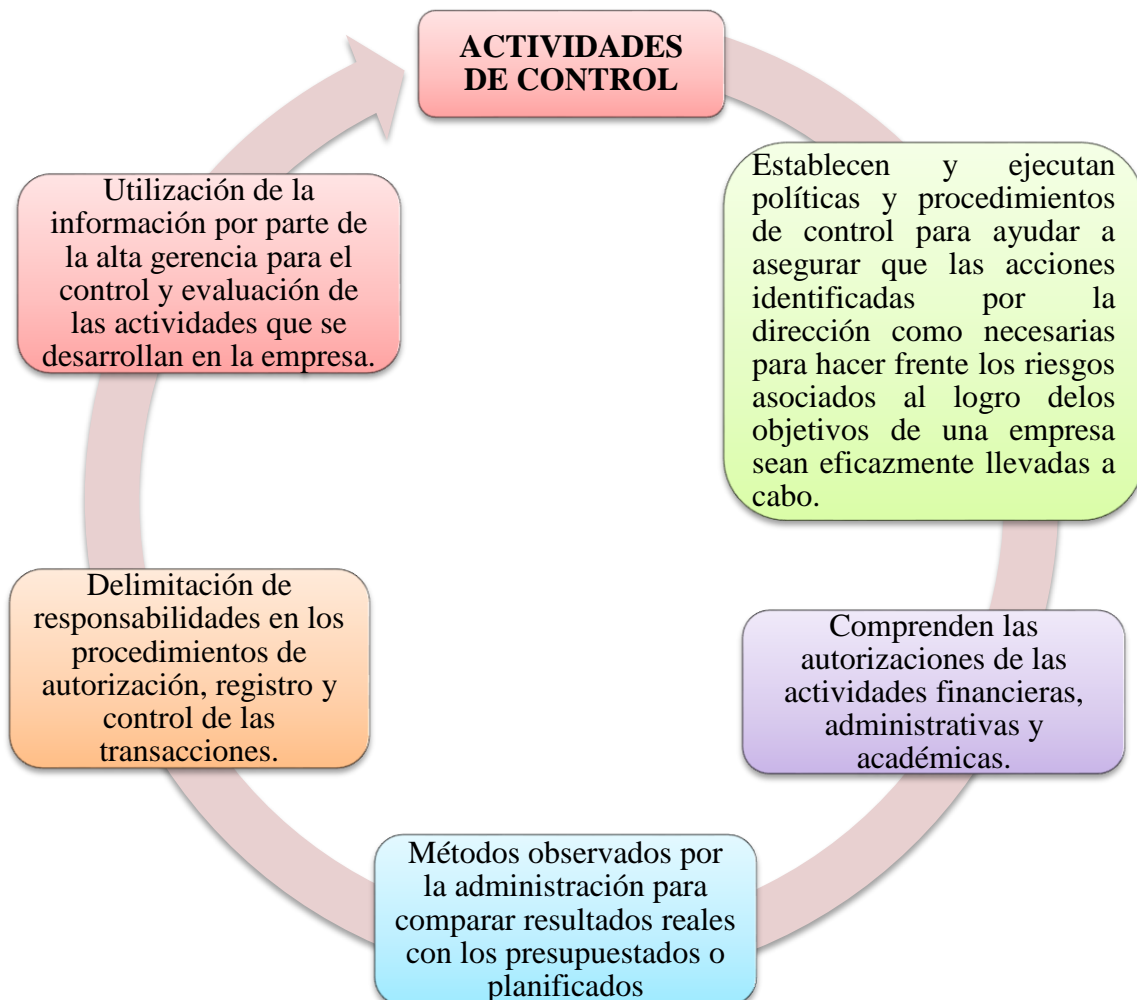 ACTIVIDADES
DE CONTROL
Establecen y ejecutan
políticas y procedimientos
de control para ayudar a
asegurar que las acciones
identificadas por la
dirección como necesarias
para hacer frente los riesgos
asociados al logro delos
objetivos de una empresa
sean eficazmente llevadas a
cabo.
Comprenden las
autorizaciones de las
actividades financieras,
administrativas y
académicas.
Métodos observados por
la administración para
comparar resultados reales
con los presupuestados o
planificados
Delimitación de
responsabilidades en los
procedimientos de
autorización, registro y
control de las
transacciones.
Utilización de la
información por parte de
la alta gerencia para el
control y evaluación de
las actividades que se
desarrollan en la empresa.